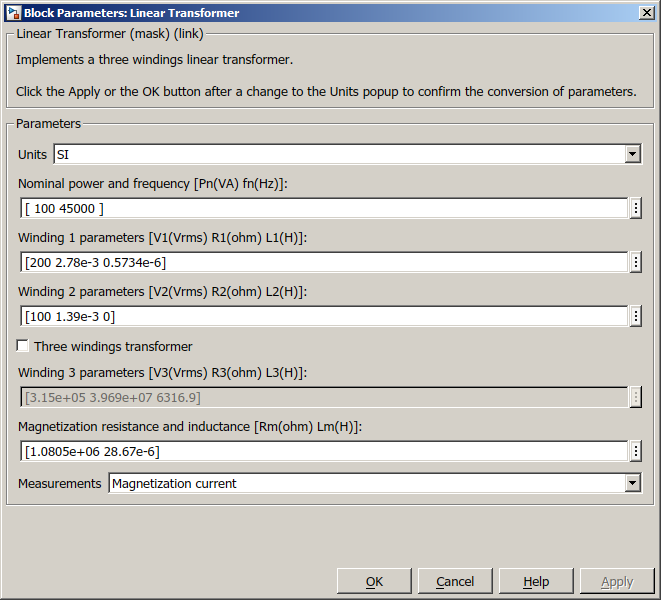 Block Parameters: Linear Transformer
Linear Transformer (mask) (link)
Implements a three windings linear transformer.
Click the Apply or the OK button after a change to the Units popup to confirm the conversion of parameters.
Parameters
Units SI
Nominal power and frequency [Pn(VA) fn(Hz)]:
[ 100 45000 ]
Winding 1 parameters [V1(Vrms) R1(ohm) L1(H)]:
[200 2.78e-3 0.5734e-6]
Winding 2 parameters [V2(Vrms) R2(ohm) L2(H)]:
[100 1.39e-3 0]
Three windings transformer
Winding 3 parameters [V3(Vrms) R3(ohm) L3(H)]:
[3.15e+05 3.969e+07 6316.9]
Magnetization resistance and inductance [Rm(ohm) Lm(H)]:
[1.0805e+06 28.67e-6]
Measurements Magnetization current
OK Cancel Help Apply